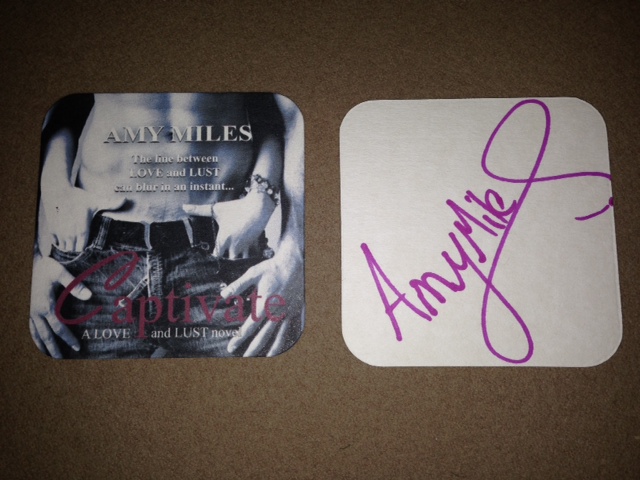 AMY MILES
The line between
LOVE and LUST
can blur in an instant...
Captivate
A LOVE and LUST novel
Amy Miles